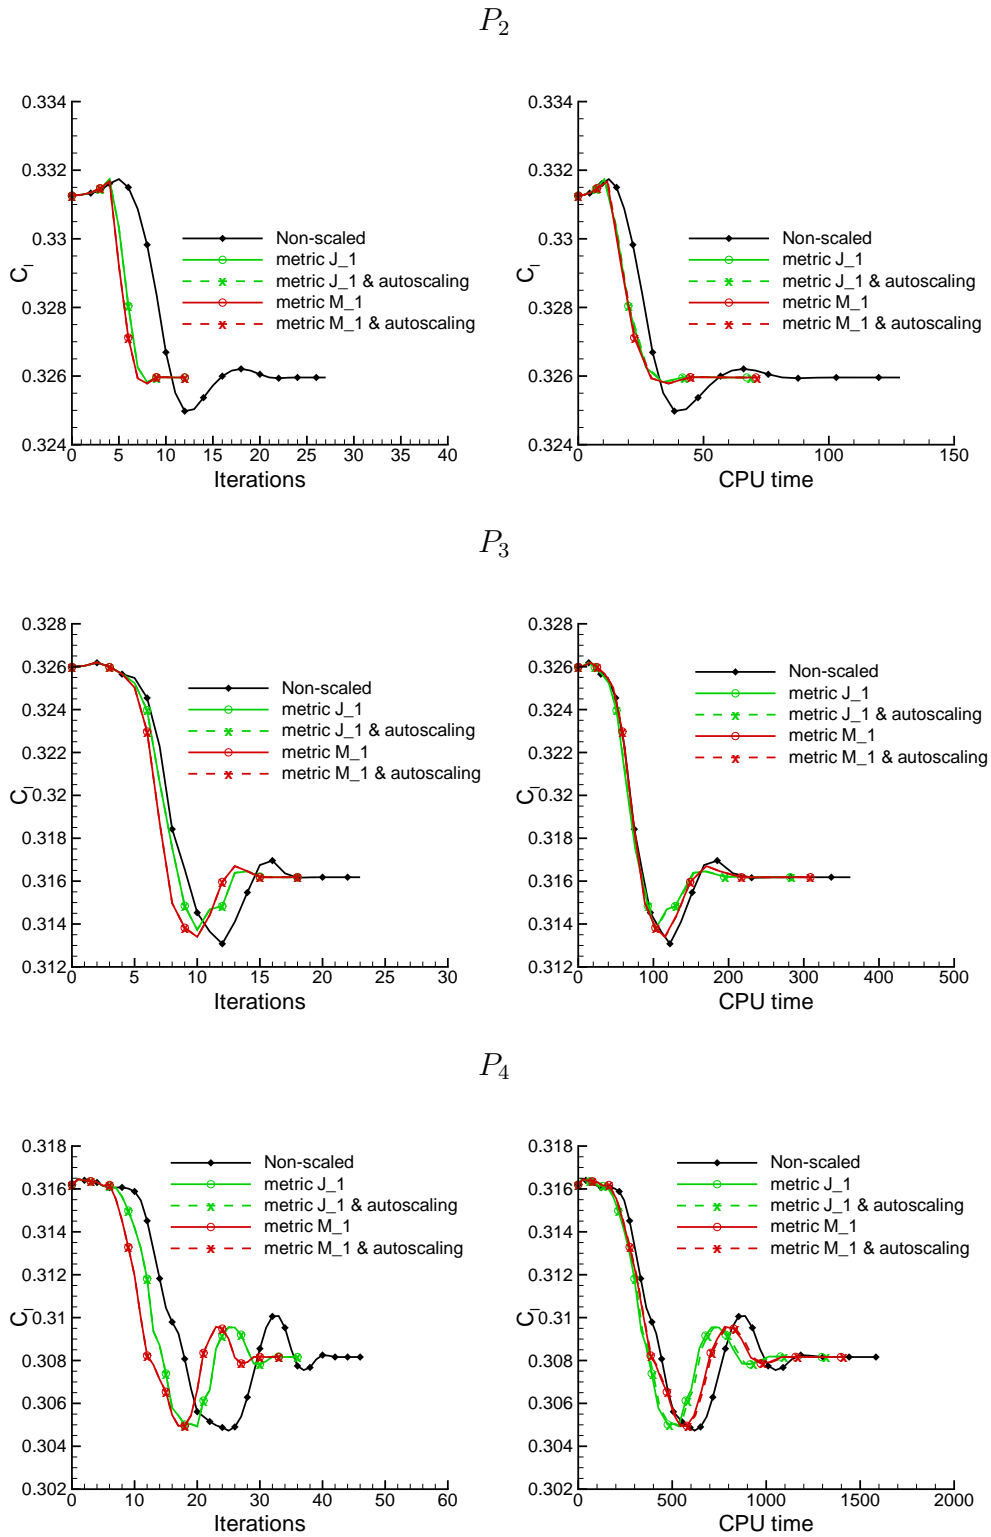 P2
0.334
0.332
0.33
0.328
0.326
0.324
C_l
Non-scaled
metric J_1
metric J_1 & autoscaling
metric M_1
metric M_1 & autoscaling
0 5 10 15 20 25 30 35 40
Iterations
0.334
0.332
0.33
0.328
0.326
0.324
C_l
Non-scaled
metric J_1
metric J_1 & autoscaling
metric M_1
metric M_1 & autoscaling
0 50 100 150
CPU time
P3
0.328
0.326
0.324
0.322
0.32
0.318
0.316
0.314
0.312
C_l
Non-scaled
metric J_1
metric J_1 & autoscaling
metric M_1
metric M_1 & autoscaling
0 5 10 15 20 25 30
Iterations
0.328
0.326
0.324
0.322
0.32
0.318
0.316
0.314
0.312
C_l
Non-scaled
metric J_1
metric J_1 & autoscaling
metric M_1
metric M_1 & autoscaling
0 100 200 300 400 500
CPU time
P4
0.318
0.316
0.314
0.312
0.31
0.308
0.306
0.304
0.302
C_l
Non-scaled
metric J_1
metric J_1 & autoscaling
metric M_1
metric M_1 & autoscaling
0 10 20 30 40 50 60
Iterations
0.318
0.316
0.314
0.312
0.31
0.308
0.306
0.304
0.302
C_l
Non-scaled
metric J_1
metric J_1 & autoscaling
metric M_1
metric M_1 & autoscaling
0 500 1000 1500 2000
CPU time